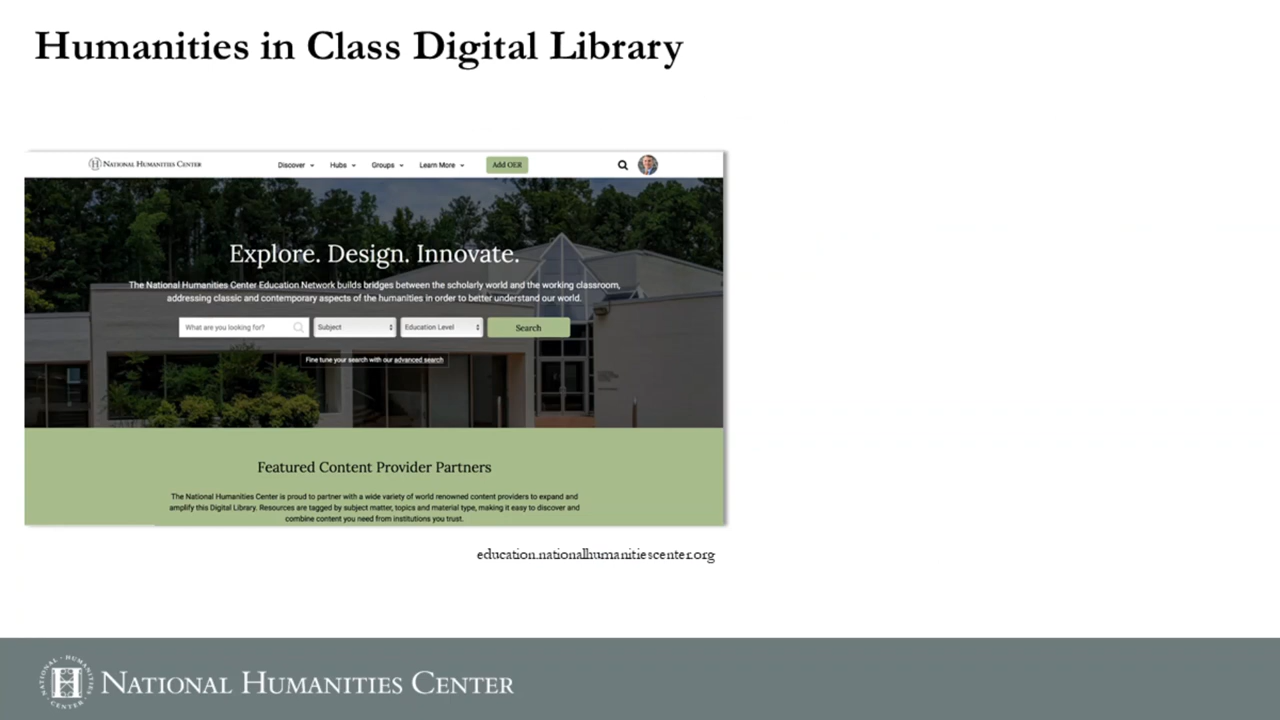 Humanities in Class Digital Library
NATIONAL HUMANITIES CENTER
Discover Hubs Groups Learn More Add OER
Explore. Design. Innovate.
The National Humanities Center Education Network builds bridges between the scholarly world and the working classroom,
addressing classic and contemporary aspects of the humanities in order to better understand our world.
What are you looking for? Subject Education Level Search
Fine tune your search with our advanced search
Featured Content Provider Partners
The National Humanities Center is proud to partner with a wide variety of world renowned content providers to expand and
amplify this Digital Library. Resources are tagged by subject matter, topics and material type, making it easy to discover and
combine content you need from institutions you trust.
education.nationalhumanitiescenter.org
NATIONAL · HUMANITIES · CENTER ·
NATIONAL HUMANITIES CENTER